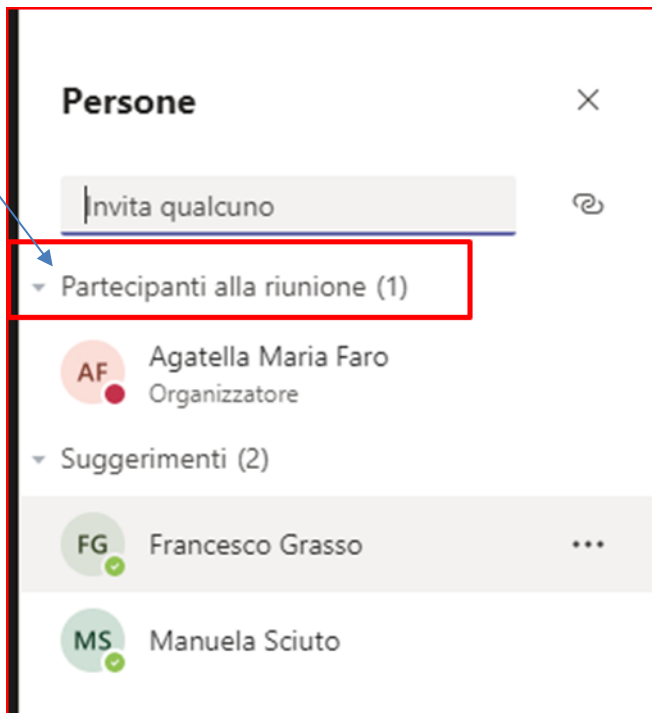 Persone
Invita qualcuno
Partecipanti alla riunione (1)
AF
Agatella Maria Faro
Organizzatore
Suggerimenti (2)
FG
Francesco Grasso
MS
Manuela Sciuto